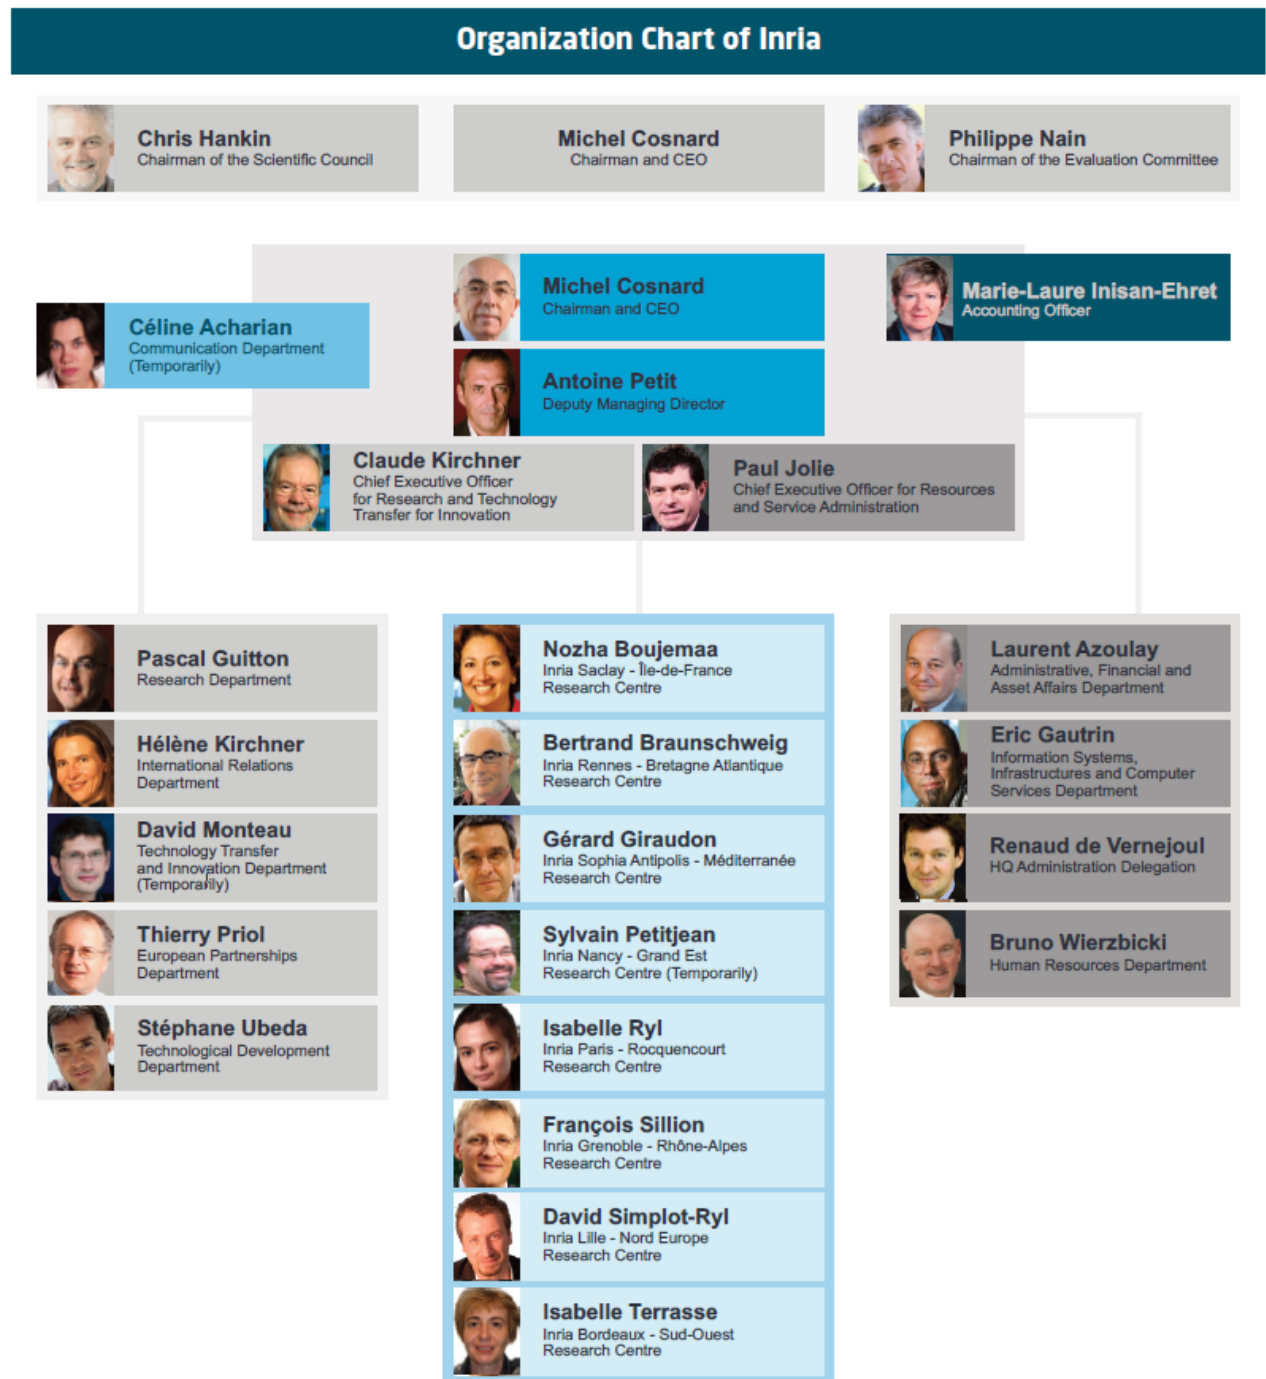 Organization Chart of Inria
Chris Hankin
Chairman of the Scientific Council
Michel Cosnard
Chairman and CEO
Philippe Nain
Chairman of the Evaluation Committee
Michel Cosnard
Chairman and CEO
Marie-Laure Inisan-Ehret
Accounting Officer
Céline Acharian
Communication Department
(Temporarily)
Antoine Petit
Deputy Managing Director
Claude Kirchner
Chief Executive Officer
for Research and Technology
Transfer for Innovation
Paul Jolie
Chief Executive Officer for Resources
and Service Administration
Pascal Guitton
Research Department
Hélène Kirchner
International Relations
Department
David Monteau
Technology Transfer
and Innovation Department
(Temporarily)
Thierry Priol
European Partnerships
Department
Stéphane Ubeda
Technological Development
Department
Nozha Boujemaa
Inria Saclay - Île-de-France
Research Centre
Bertrand Braunschweig
Inria Rennes - Bretagne Atlantique
Research Centre
Gérard Giraudon
Inria Sophia Antipolis - Méditerranée
Research Centre
Sylvain Petitjean
Inria Nancy - Grand Est
Research Centre (Temporarily)
Isabelle Ryl
Inria Paris - Rocquencourt
Research Centre
François Sillion
Inria Grenoble - Rhône-Alpes
Research Centre
David Simplot-Ryl
Inria Lille - Nord Europe
Research Centre
Isabelle Terrasse
Inria Bordeaux - Sud-Ouest
Research Centre
Laurent Azoulay
Administrative, Financial and
Asset Affairs Department
Eric Gautrin
Information Systems,
Infrastructures and Computer
Services Department
Renaud de Vernejoul
HQ Administration Delegation
Bruno Wierzbicki
Human Resources Department